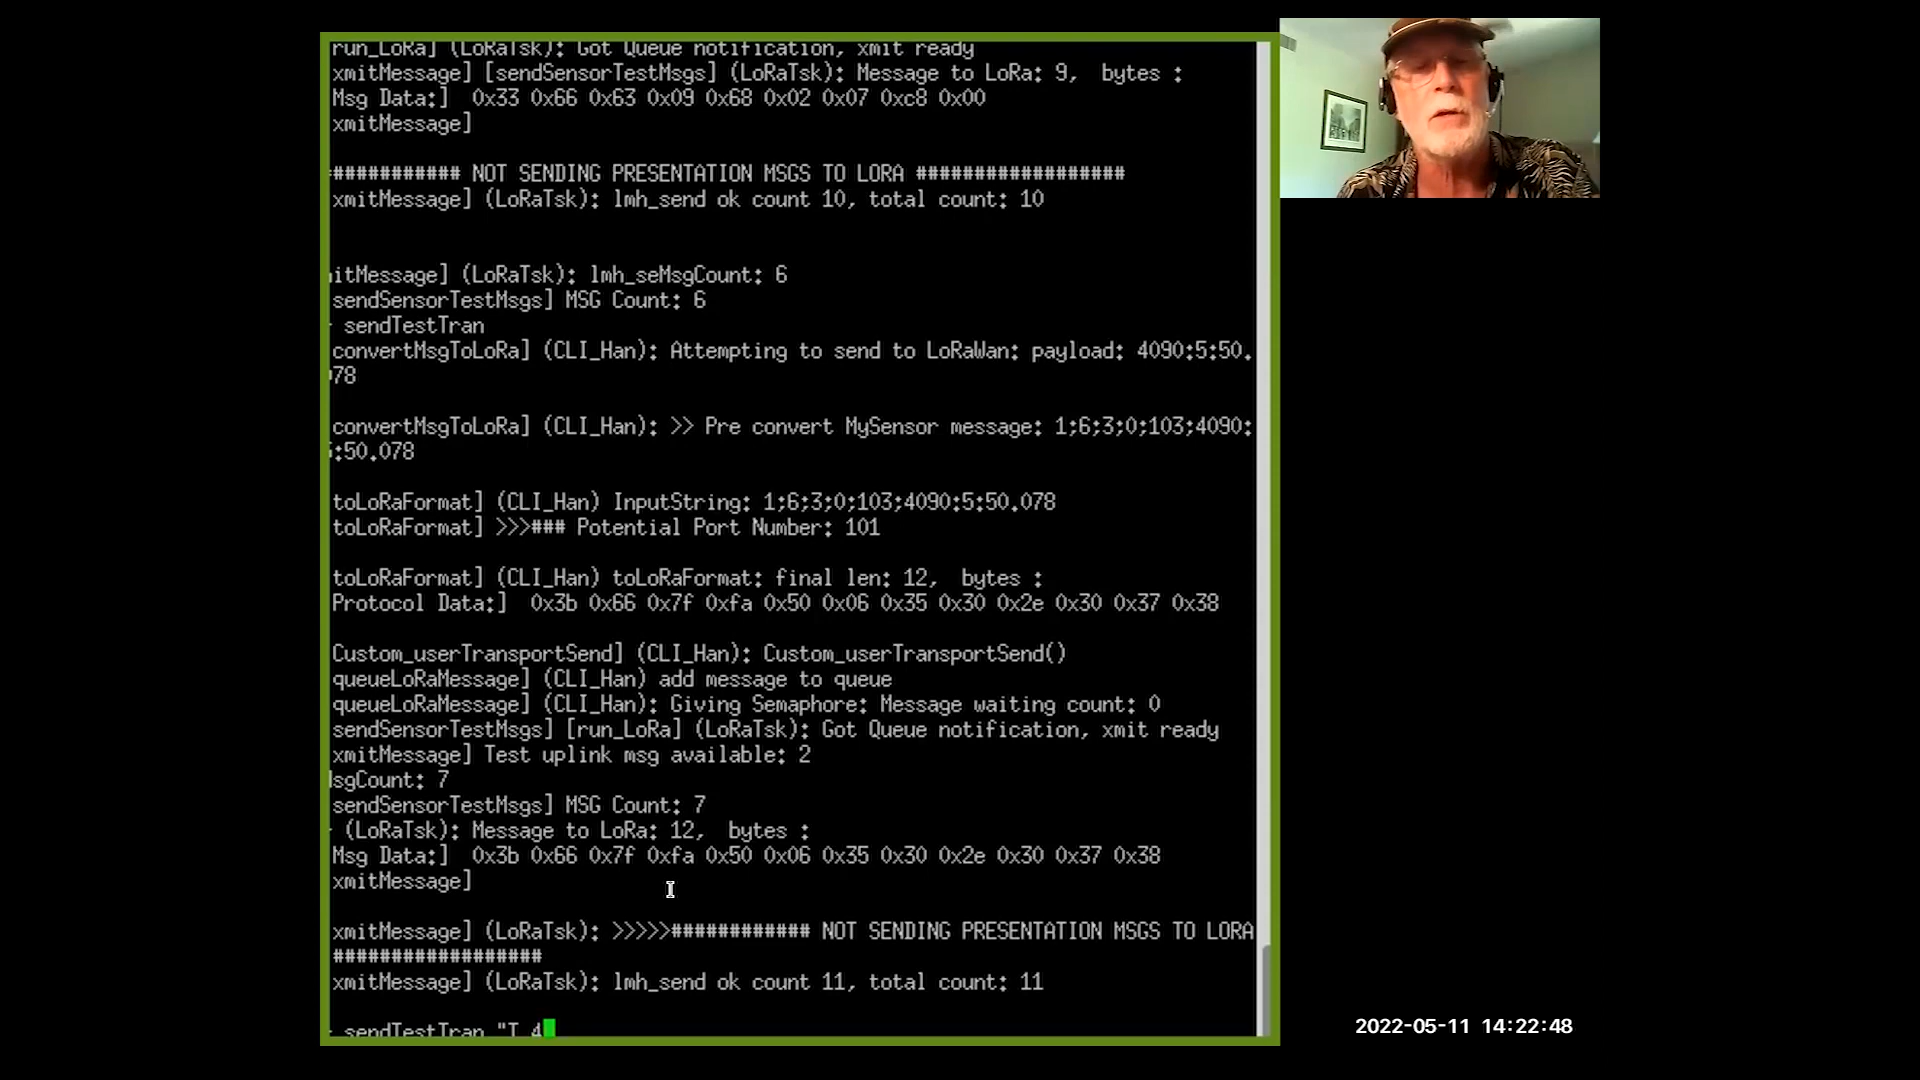 run_LoRa] (LoRaTsk): Got Queue notification, xmit ready
xmitMessage] [sendSensorTestMsgs] (LoRaTsk): Message to LoRa: 9,  bytes :
Msg Data:]  0x33 0x66 0x63 0x09 0x68 0x02 0x07 0xc8 0x00
xmitMessage]
########### NOT SENDING PRESENTATION MSGS TO LORA ##################
xmitMessage] (LoRaTsk): lmh_send ok count 10, total count: 10
itMessage] (LoRaTsk): lmh_seMsgCount: 6
sendSensorTestMsgs] MSG Count: 6
sendTestTran
convertMsgToLoRa] (CLI_Han): Attempting to send to LoRaWan: payload: 4090:5:50.
078
convertMsgToLoRa] (CLI_Han): >> Pre convert MySensor message: 1;6;3;0;103;4090:
5:50.078
toLoRaFormat] (CLI_Han) InputString: 1;6;3;0;103;4090:5:50.078
toLoRaFormat] >>>### Potential Port Number: 101
toLoRaFormat] (CLI_Han) toLoRaFormat: final len: 12,  bytes :
Protocol Data:]  0x3b 0x66 0x7f 0xfa 0x50 0x06 0x35 0x30 0x2e 0x30 0x37 0x38
Custom_userTransportSend] (CLI_Han): Custom_userTransportSend()
queueLoRaMessage] (CLI_Han) add message to queue
queueLoRaMessage] (CLI_Han): Giving Semaphore: Message waiting count: 0
sendSensorTestMsgs] [run_LoRa] (LoRaTsk): Got Queue notification, xmit ready
xmitMessage] Test uplink msg available: 2
MsgCount: 7
sendSensorTestMsgs] MSG Count: 7
(LoRaTsk): Message to LoRa: 12,  bytes :
Msg Data:]  0x3b 0x66 0x7f 0xfa 0x50 0x06 0x35 0x30 0x2e 0x30 0x37 0x38
xmitMessage]
xmitMessage] (LoRaTsk): >>>>>############ NOT SENDING PRESENTATION MSGS TO LORA
##################
xmitMessage] (LoRaTsk): lmh_send ok count 11, total count: 11
sendTestTran "T 4
2022-05-11 14:22:48